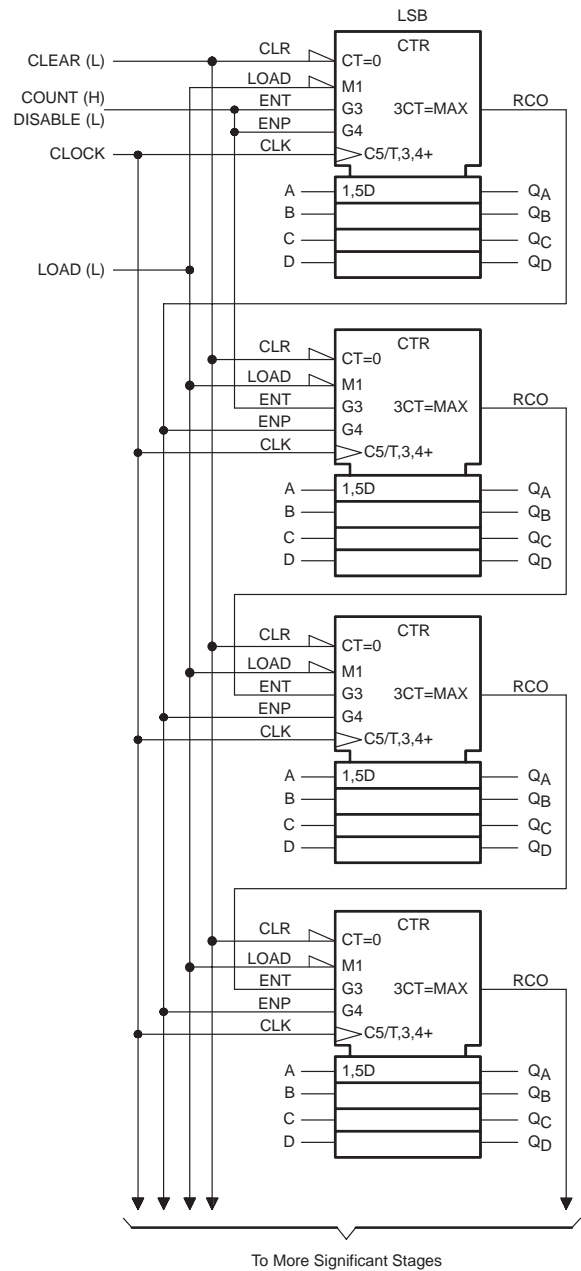 LSB
CTR
CLEAR (L)
CLR
CT=0
LOAD
M1
COUNT (H)
DISABLE (L)
ENT
G3
3CT=MAX
RCO
ENP
G4
CLOCK
CLK
C5/T,3,4+
A
1,5D
QA
B
QB
C
QC
D
QD
LOAD (L)
CTR
CLR
CT=0
LOAD
M1
ENT
G3
3CT=MAX
RCO
ENP
G4
CLK
C5/T,3,4+
A
1,5D
QA
B
QB
C
QC
D
QD
CTR
CLR
CT=0
LOAD
M1
ENT
G3
3CT=MAX
RCO
ENP
G4
CLK
C5/T,3,4+
A
1,5D
QA
B
QB
C
QC
D
QD
CTR
CLR
CT=0
LOAD
M1
ENT
G3
3CT=MAX
RCO
ENP
G4
CLK
C5/T,3,4+
A
1,5D
QA
B
QB
C
QC
D
QD
To More Significant Stages